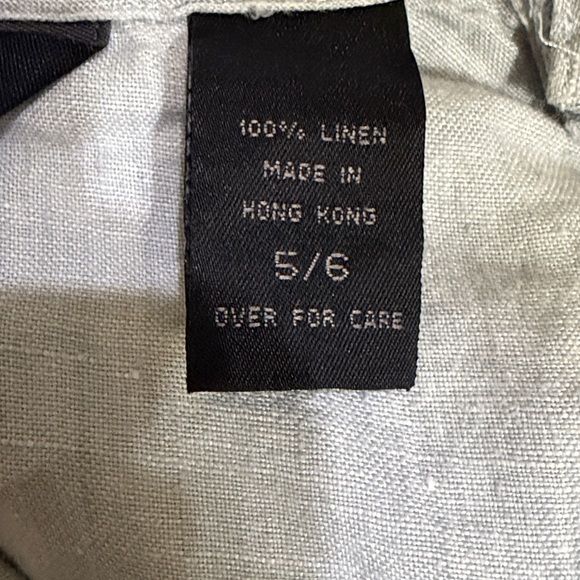 100% LINEN
MADE IN
HONG KONG
5/6
OVER FOR CARE